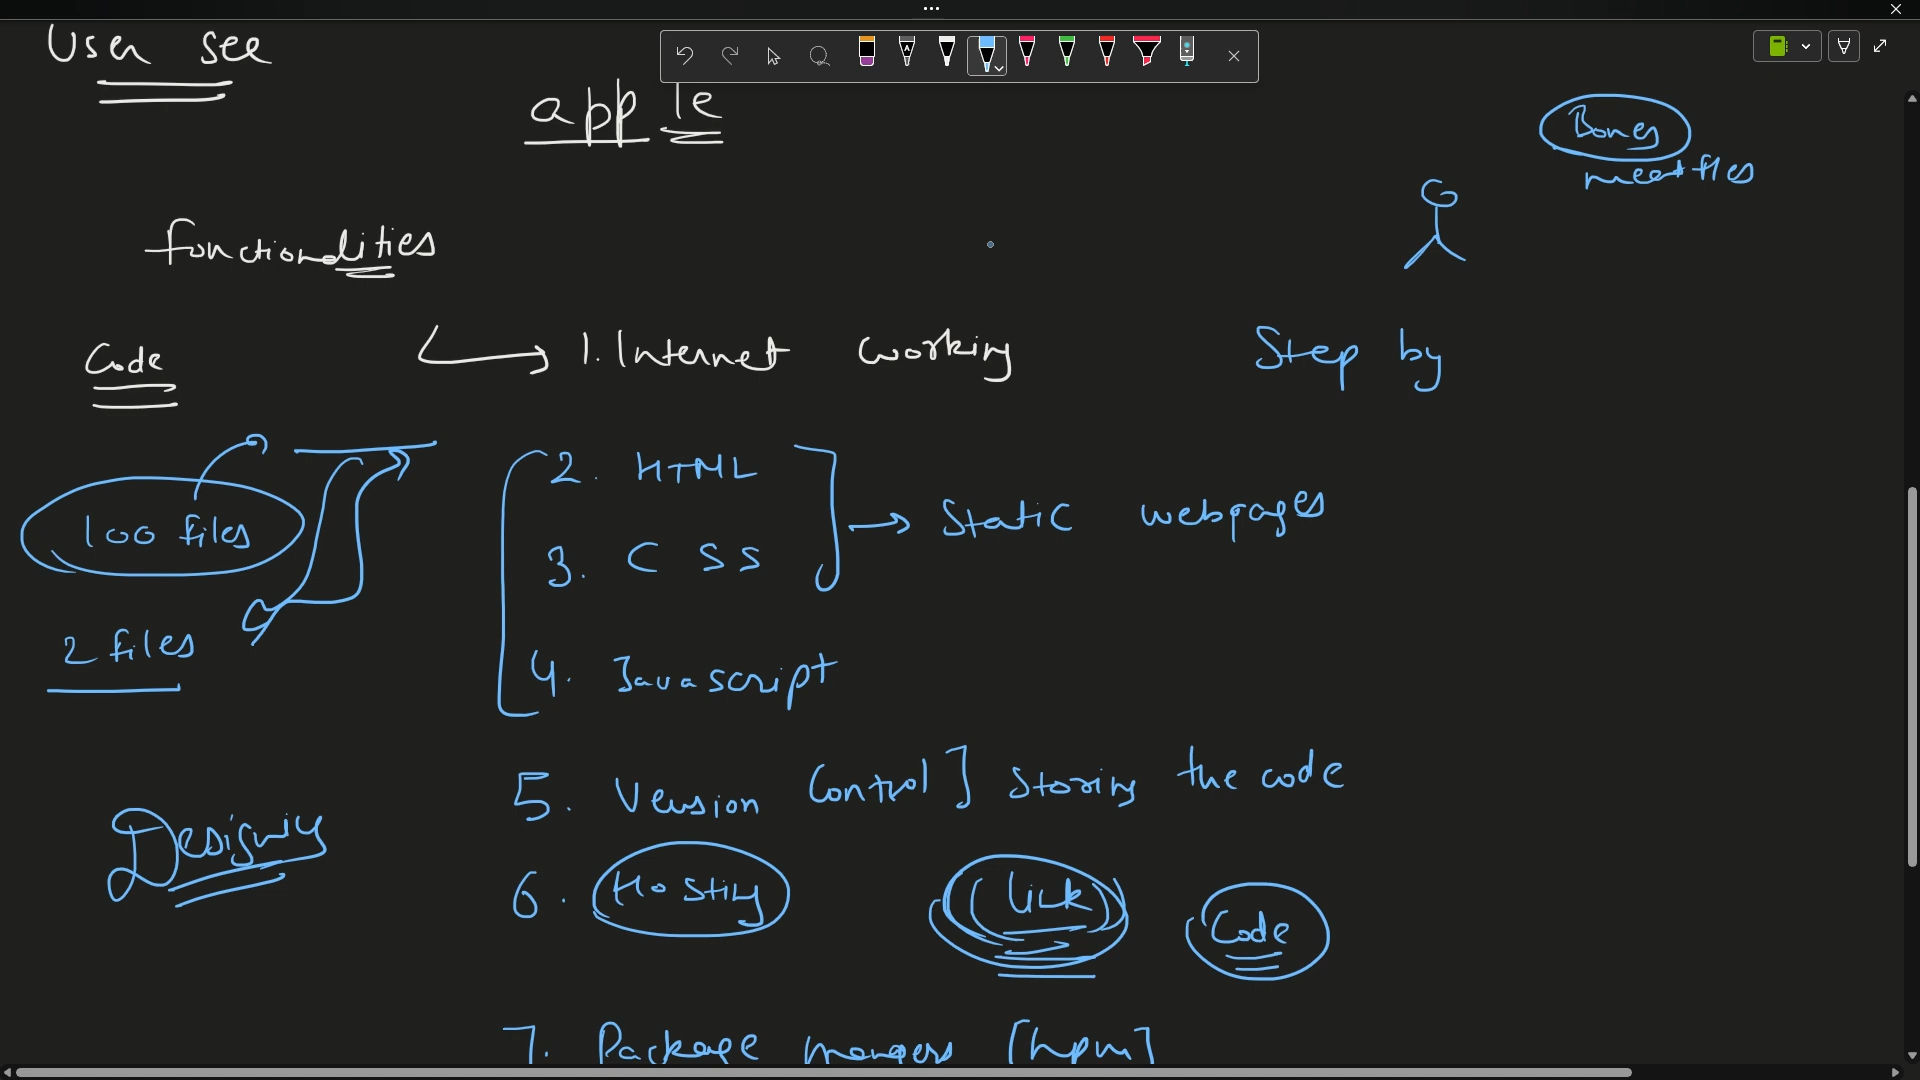 User see
apple
Bones
functionalities
Code
1. Internet working
Step by
2. HTML
100 files
Static webpages
3. CSS
2 files
4. Javascript
5. Version Control] Storing the code
Designing
6. Hosting
link
Code
7. Package managers [npm]